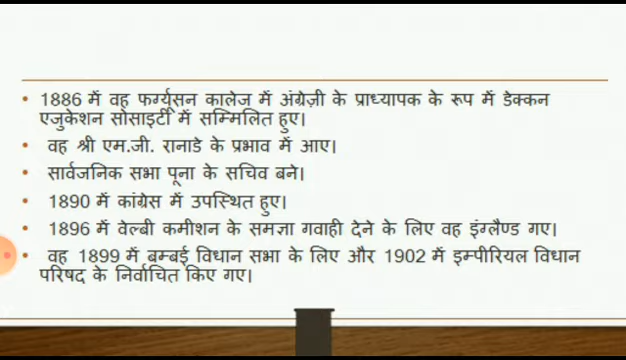 • 1886 में वह फर्ग्यूसन कालेज में अंग्रेज़ी के प्राध्यापक के रूप में डेक्कन
एजुकेशन सोसाइटी में सम्मिलित हुए।
• वह श्री एम.जी. रानाडे के प्रभाव में आए।
• सार्वजनिक सभा पूना के सचिव बने।
• 1890 में कांग्रेस में उपस्थित हुए।
• 1896 में वेल्बी कमीशन के समज्ञा गवाही देने के लिए वह इंग्लैण्ड गए।
• वह 1899 में बम्बई विधान सभा के लिए और 1902 में इम्पीरियल विधान
परिषद के निर्वाचित किए गए।